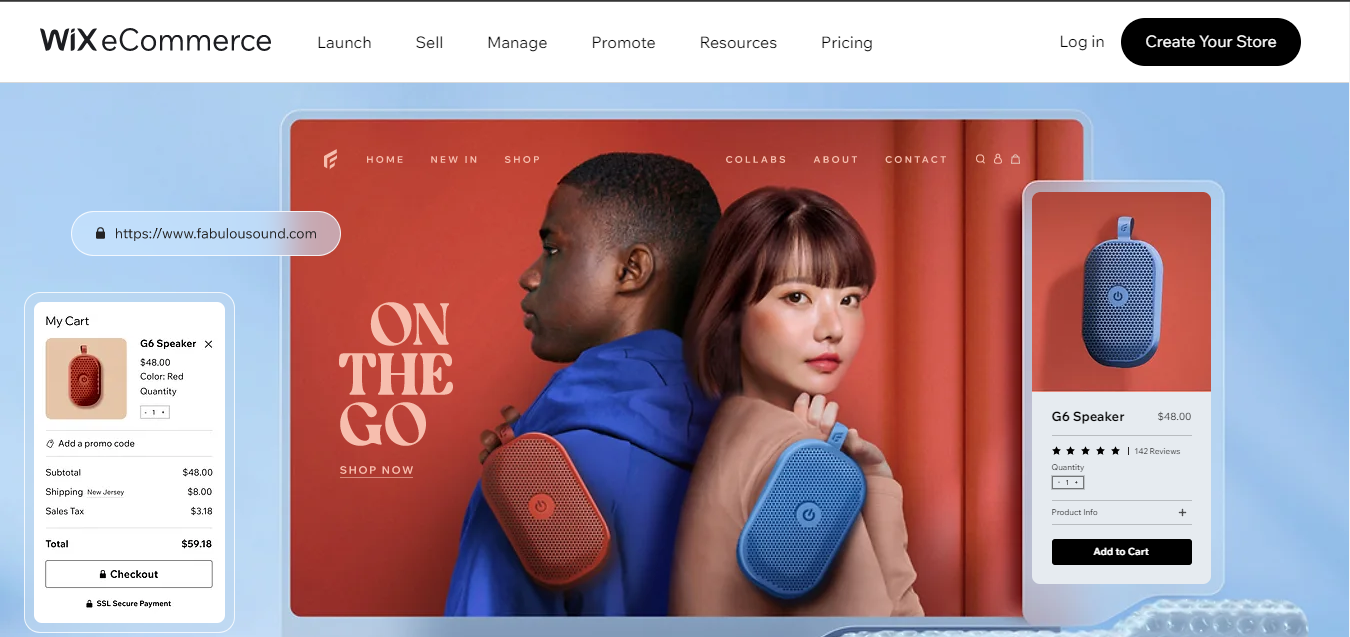 WiX eCommerce
Launch
Sell
Manage
Promote
Resources
Pricing
Log in
Create Your Store
HOME
NEW IN
SHOP
COLLABS
ABOUT
CONTACT
https://www.fabulousound.com
ON
THE
GO
SHOP NOW
My Cart
G6 Speaker
$48.00
Color: Red
Quantity
- 1 +
Add a promo code
Subtotal $48.00
Shipping New Jersey $8.00
Sales Tax $3.18
Total $59.18
Checkout
SSL Secure Payment
G6 Speaker $48.00
★ ★ ★ ★ ★ | 142 Reviews
Quantity
- 1 +
Product Info +
Add to Cart